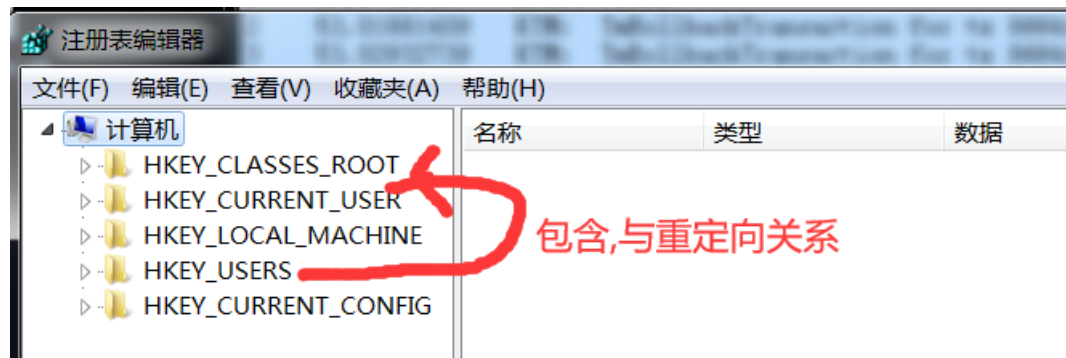 注册表编辑器
文件(F) 编辑(E) 查看(V) 收藏夹(A) 帮助(H)
计算机
名称 类型 数据
HKEY_CLASSES_ROOT
HKEY_CURRENT_USER
HKEY_LOCAL_MACHINE
包含,与重定向关系
HKEY_USERS
HKEY_CURRENT_CONFIG